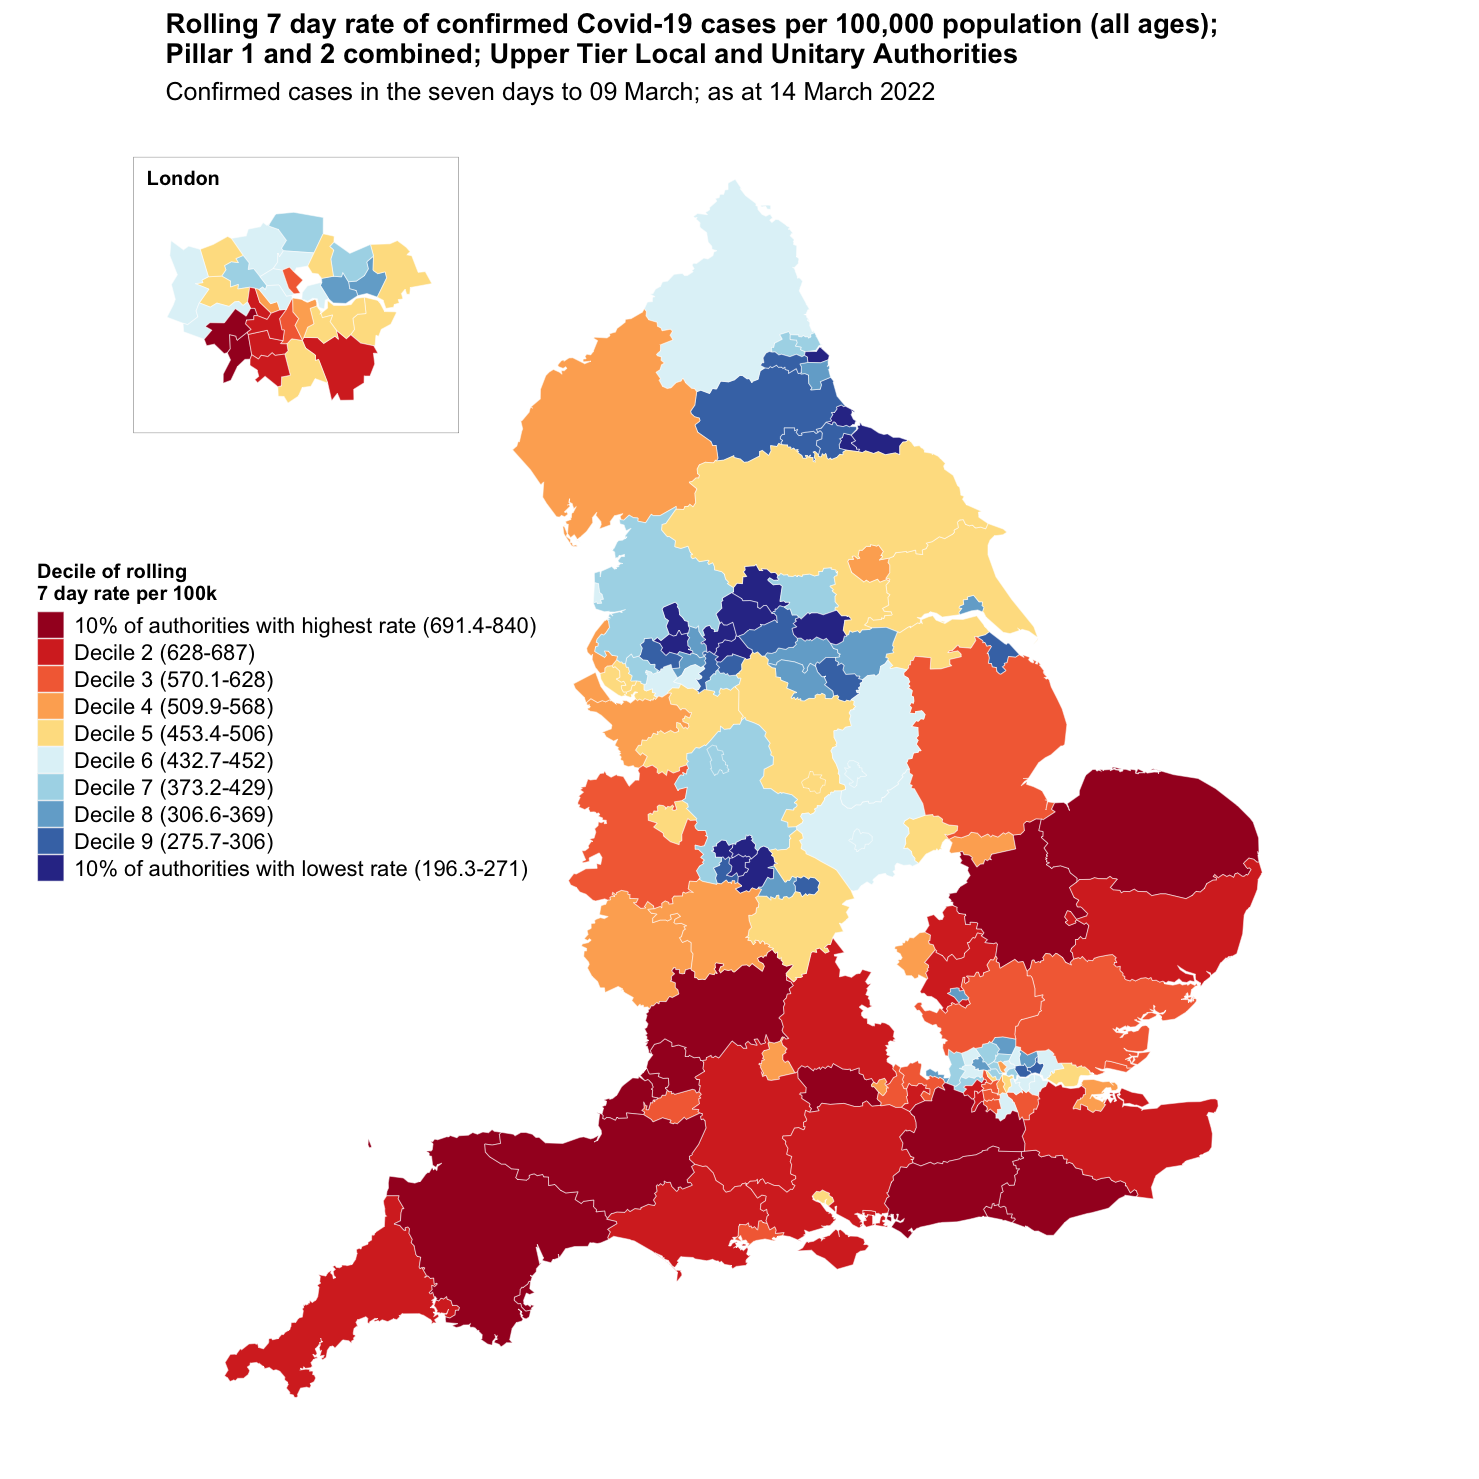 Rolling 7 day rate of confirmed Covid-19 cases per 100,000 population (all ages);
Pillar 1 and 2 combined; Upper Tier Local and Unitary Authorities
Confirmed cases in the seven days to 09 March; as at 14 March 2022
London
Decile of rolling
7 day rate per 100k
10% of authorities with highest rate (691.4-840)
Decile 2 (628-687)
Decile 3 (570.1-628)
Decile 4 (509.9-568)
Decile 5 (453.4-506)
Decile 6 (432.7-452)
Decile 7 (373.2-429)
Decile 8 (306.6-369)
Decile 9 (275.7-306)
10% of authorities with lowest rate (196.3-271)